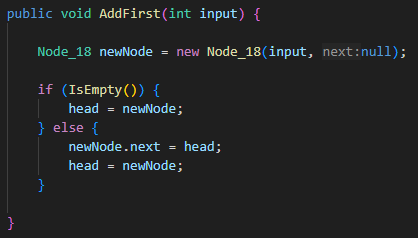 public void AddFirst(int input) {
Node_18 newNode = new Node_18(input, next:null);
if (IsEmpty()) {
head = newNode;
} else {
newNode.next = head;
head = newNode;
}
}